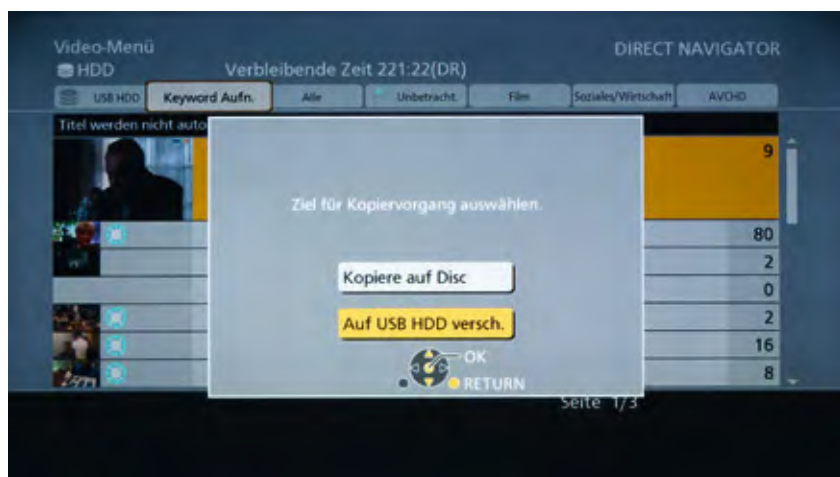 Video-Menü
DIRECT NAVIGATOR
HDD
Verbleibende Zeit 221:22(DR)
USB HDD
Keyword Aufn.
Alle
Unbetracht.
Film
Soziales/Wirtschaft
AVCHD
Titel werden nicht auto
9
Ziel für Kopiervorgang auswählen.
80
2
Kopiere auf Disc
0
Auf USB HDD versch.
2
16
OK
8
RETURN
Seite 1/3